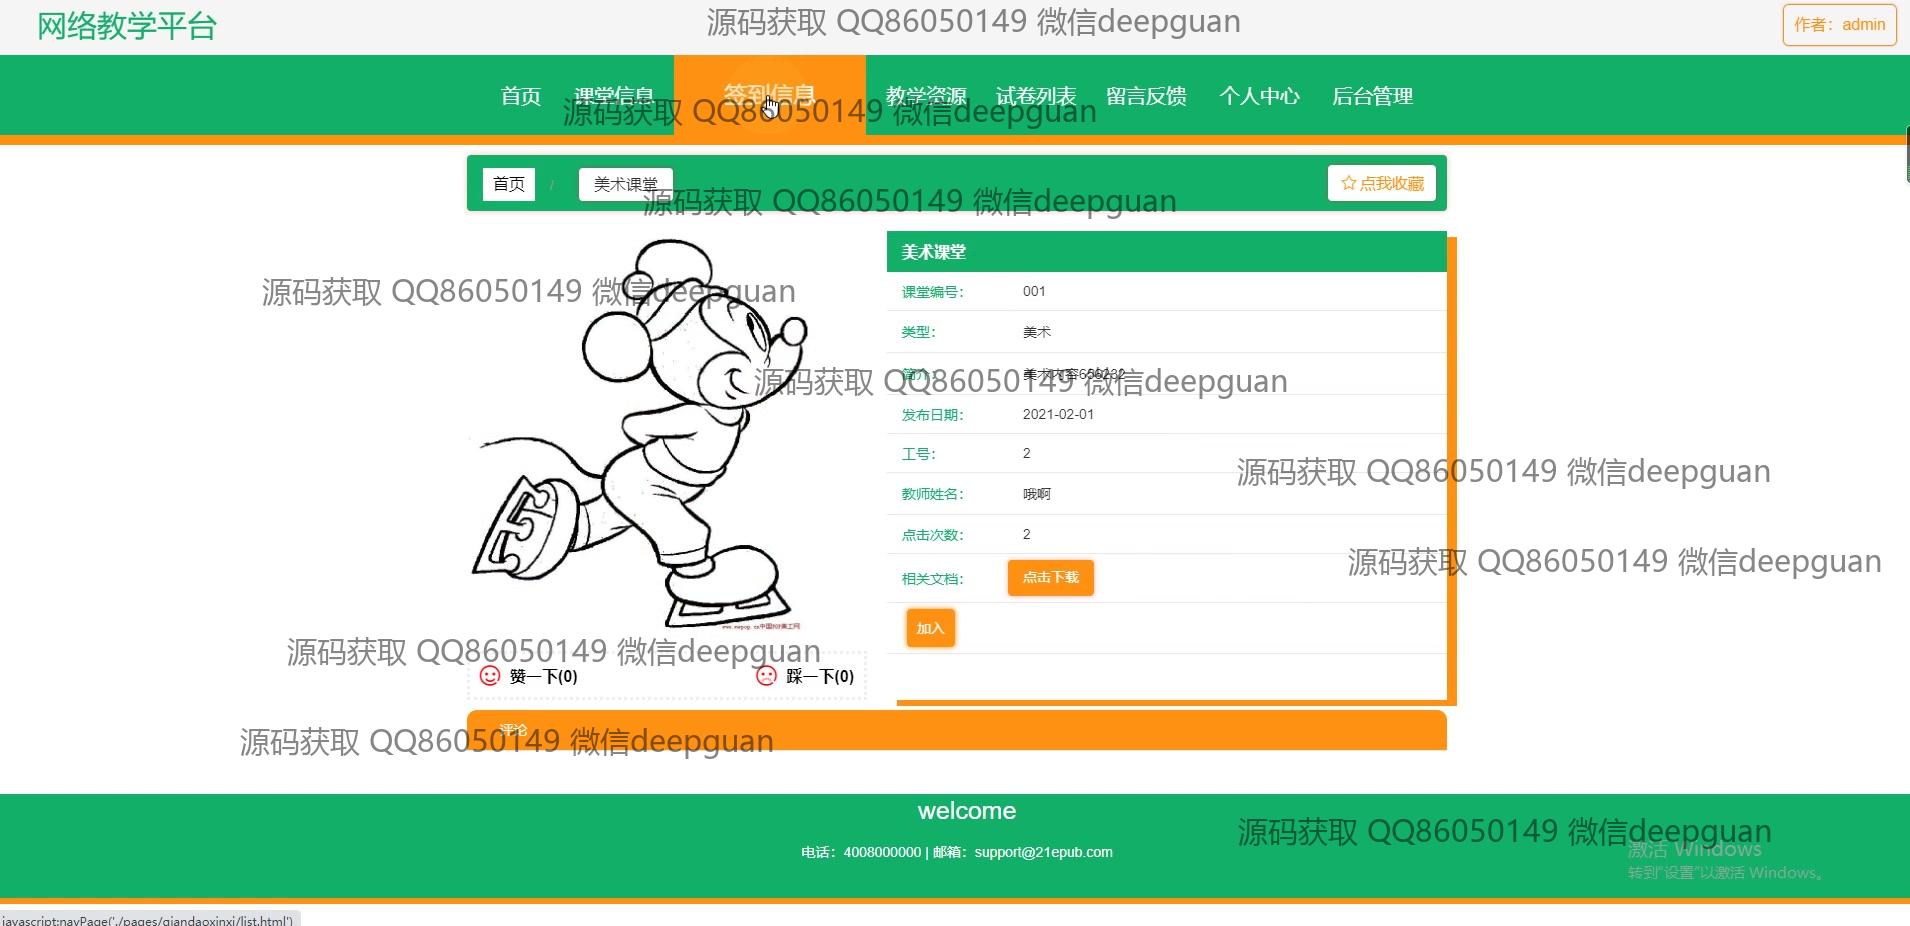 网络教学平台
源码获取 QQ86050149 微信deepguan
作者：admin
首页
课堂信息
签到信息
教学资源
试卷列表
留言反馈
个人中心
后台管理
源码获取 QQ86050149 微信deepguan
首页 / 美术课堂
☆ 点我收藏
源码获取 QQ86050149 微信deepguan
美术课堂
源码获取 QQ86050149 微信deepguan
课堂编号： 001
类型： 美术
简介： 美术内容656232
源码获取 QQ86050149 微信deepguan
发布日期： 2021-02-01
工号： 2
源码获取 QQ86050149 微信deepguan
教师姓名： 哦啊
点击次数： 2
源码获取 QQ86050149 微信deepguan
相关文档： 点击下载
加入
源码获取 QQ86050149 微信deepguan
赞一下(0)
踩一下(0)
评论
源码获取 QQ86050149 微信deepguan
welcome
源码获取 QQ86050149 微信deepguan
电话：4008000000 | 邮箱：support@21epub.com
激活 Windows
转到"设置"以激活 Windows。
javascript:navPage('./pages/qiandaoxinxi/list.html')